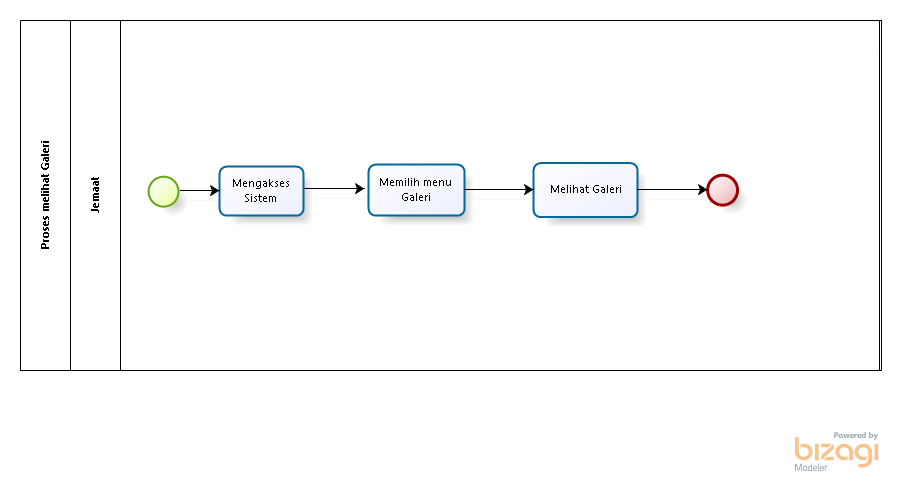 Proses melihat Galeri
Jemaat
Mengakses
Sistem
Memilih menu
Galeri
Melihat Galeri
Powered by
bizagi
Modeler